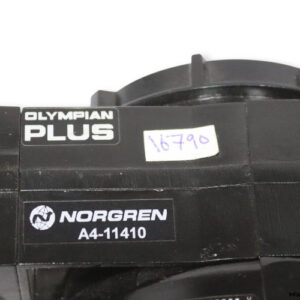 OLYMPIAN
PLUS
16790
NORGREN
A4-11410